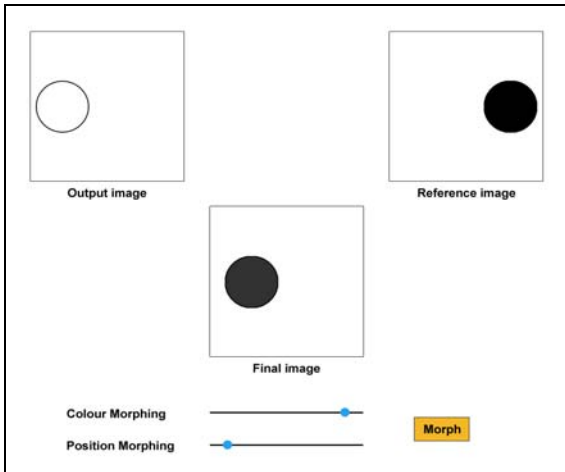 Output image
Reference image
Final image
Colour Morphing
Morph
Position Morphing